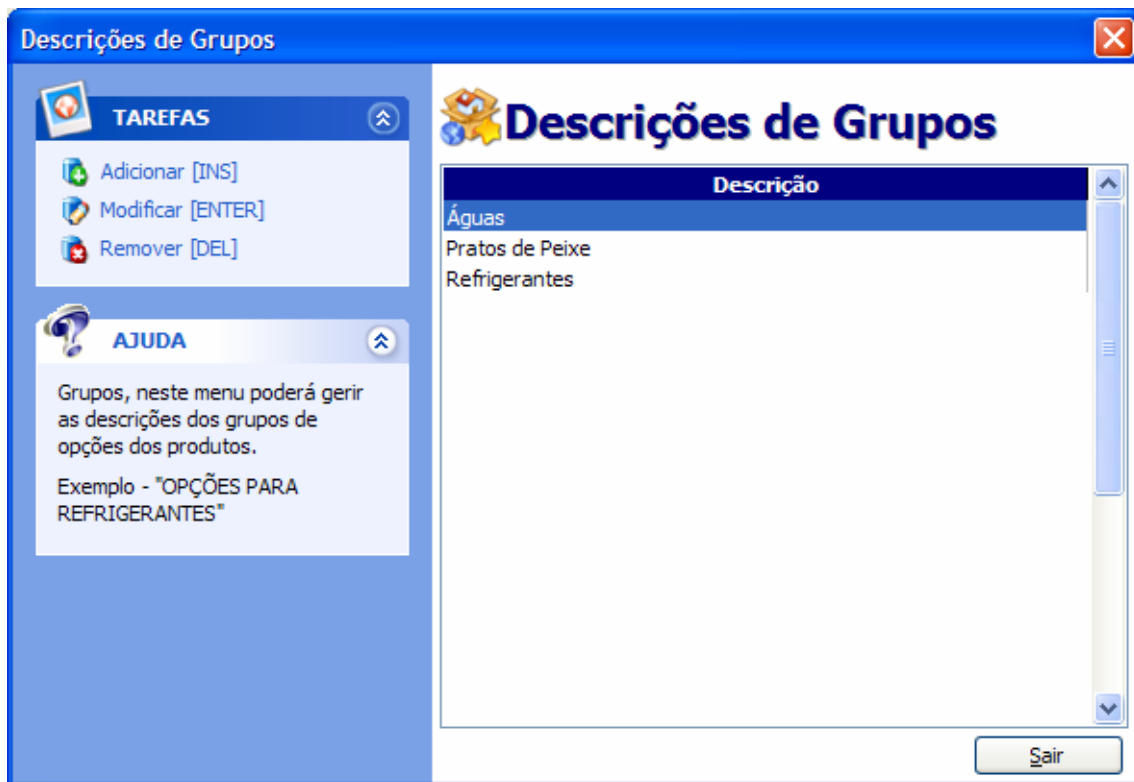 Descrições de Grupos
TAREFAS
Adicionar [INS]
Modificar [ENTER]
Remover [DEL]
AJUDA
Grupos, neste menu poderá gerir
as descrições dos grupos de
opções dos produtos.
Exemplo - "OPÇÕES PARA
REFRIGERANTES"
Descrições de Grupos
Descrição
Águas
Pratos de Peixe
Refrigerantes
Sair